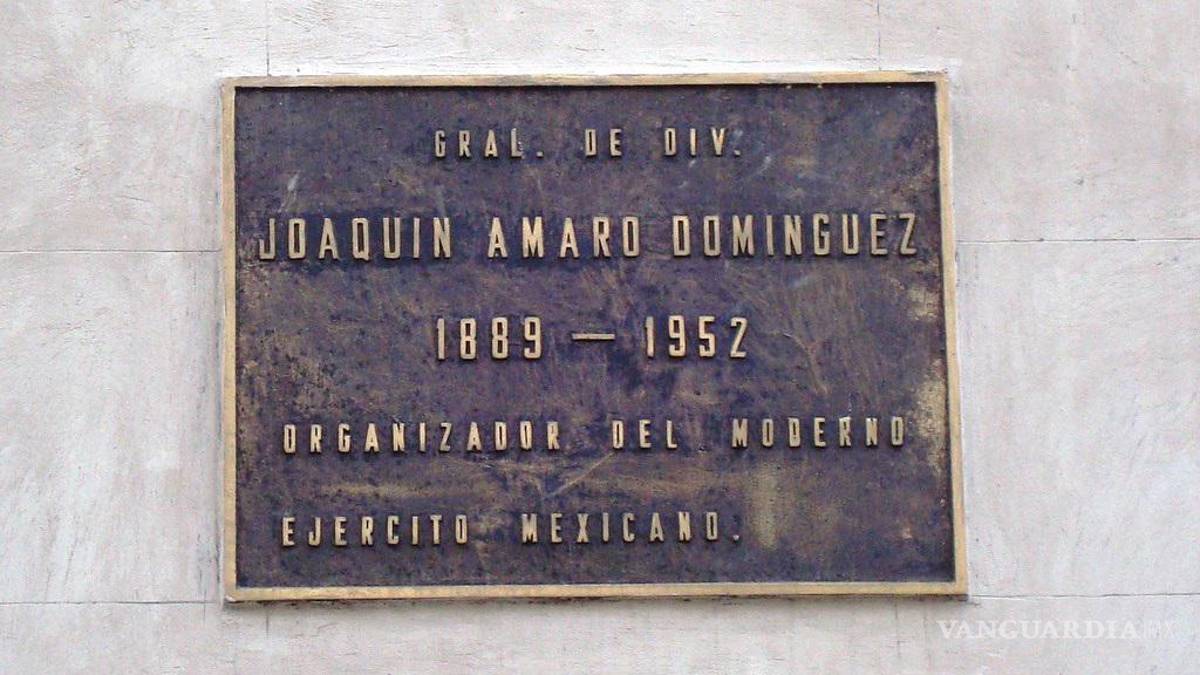 GRAL. DE DIV.
JOAQUIN AMARO DOMINGUEZ
1889 — 1952
ORGANIZADOR DEL MODERNO
EJERCITO MEXICANO.
VANGUARDIA MX